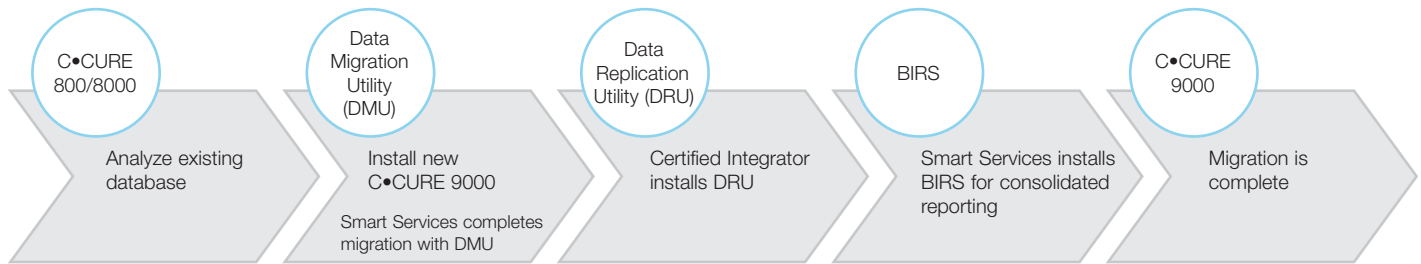 C•CURE
800/8000
Analyze existing
database
Data
Migration
Utility
(DMU)
Install new
C•CURE 9000
Smart Services completes
migration with DMU
Data
Replication
Utility (DRU)
Certified Integrator
installs DRU
BIRS
Smart Services installs
BIRS for consolidated
reporting
C•CURE
9000
Migration is
complete